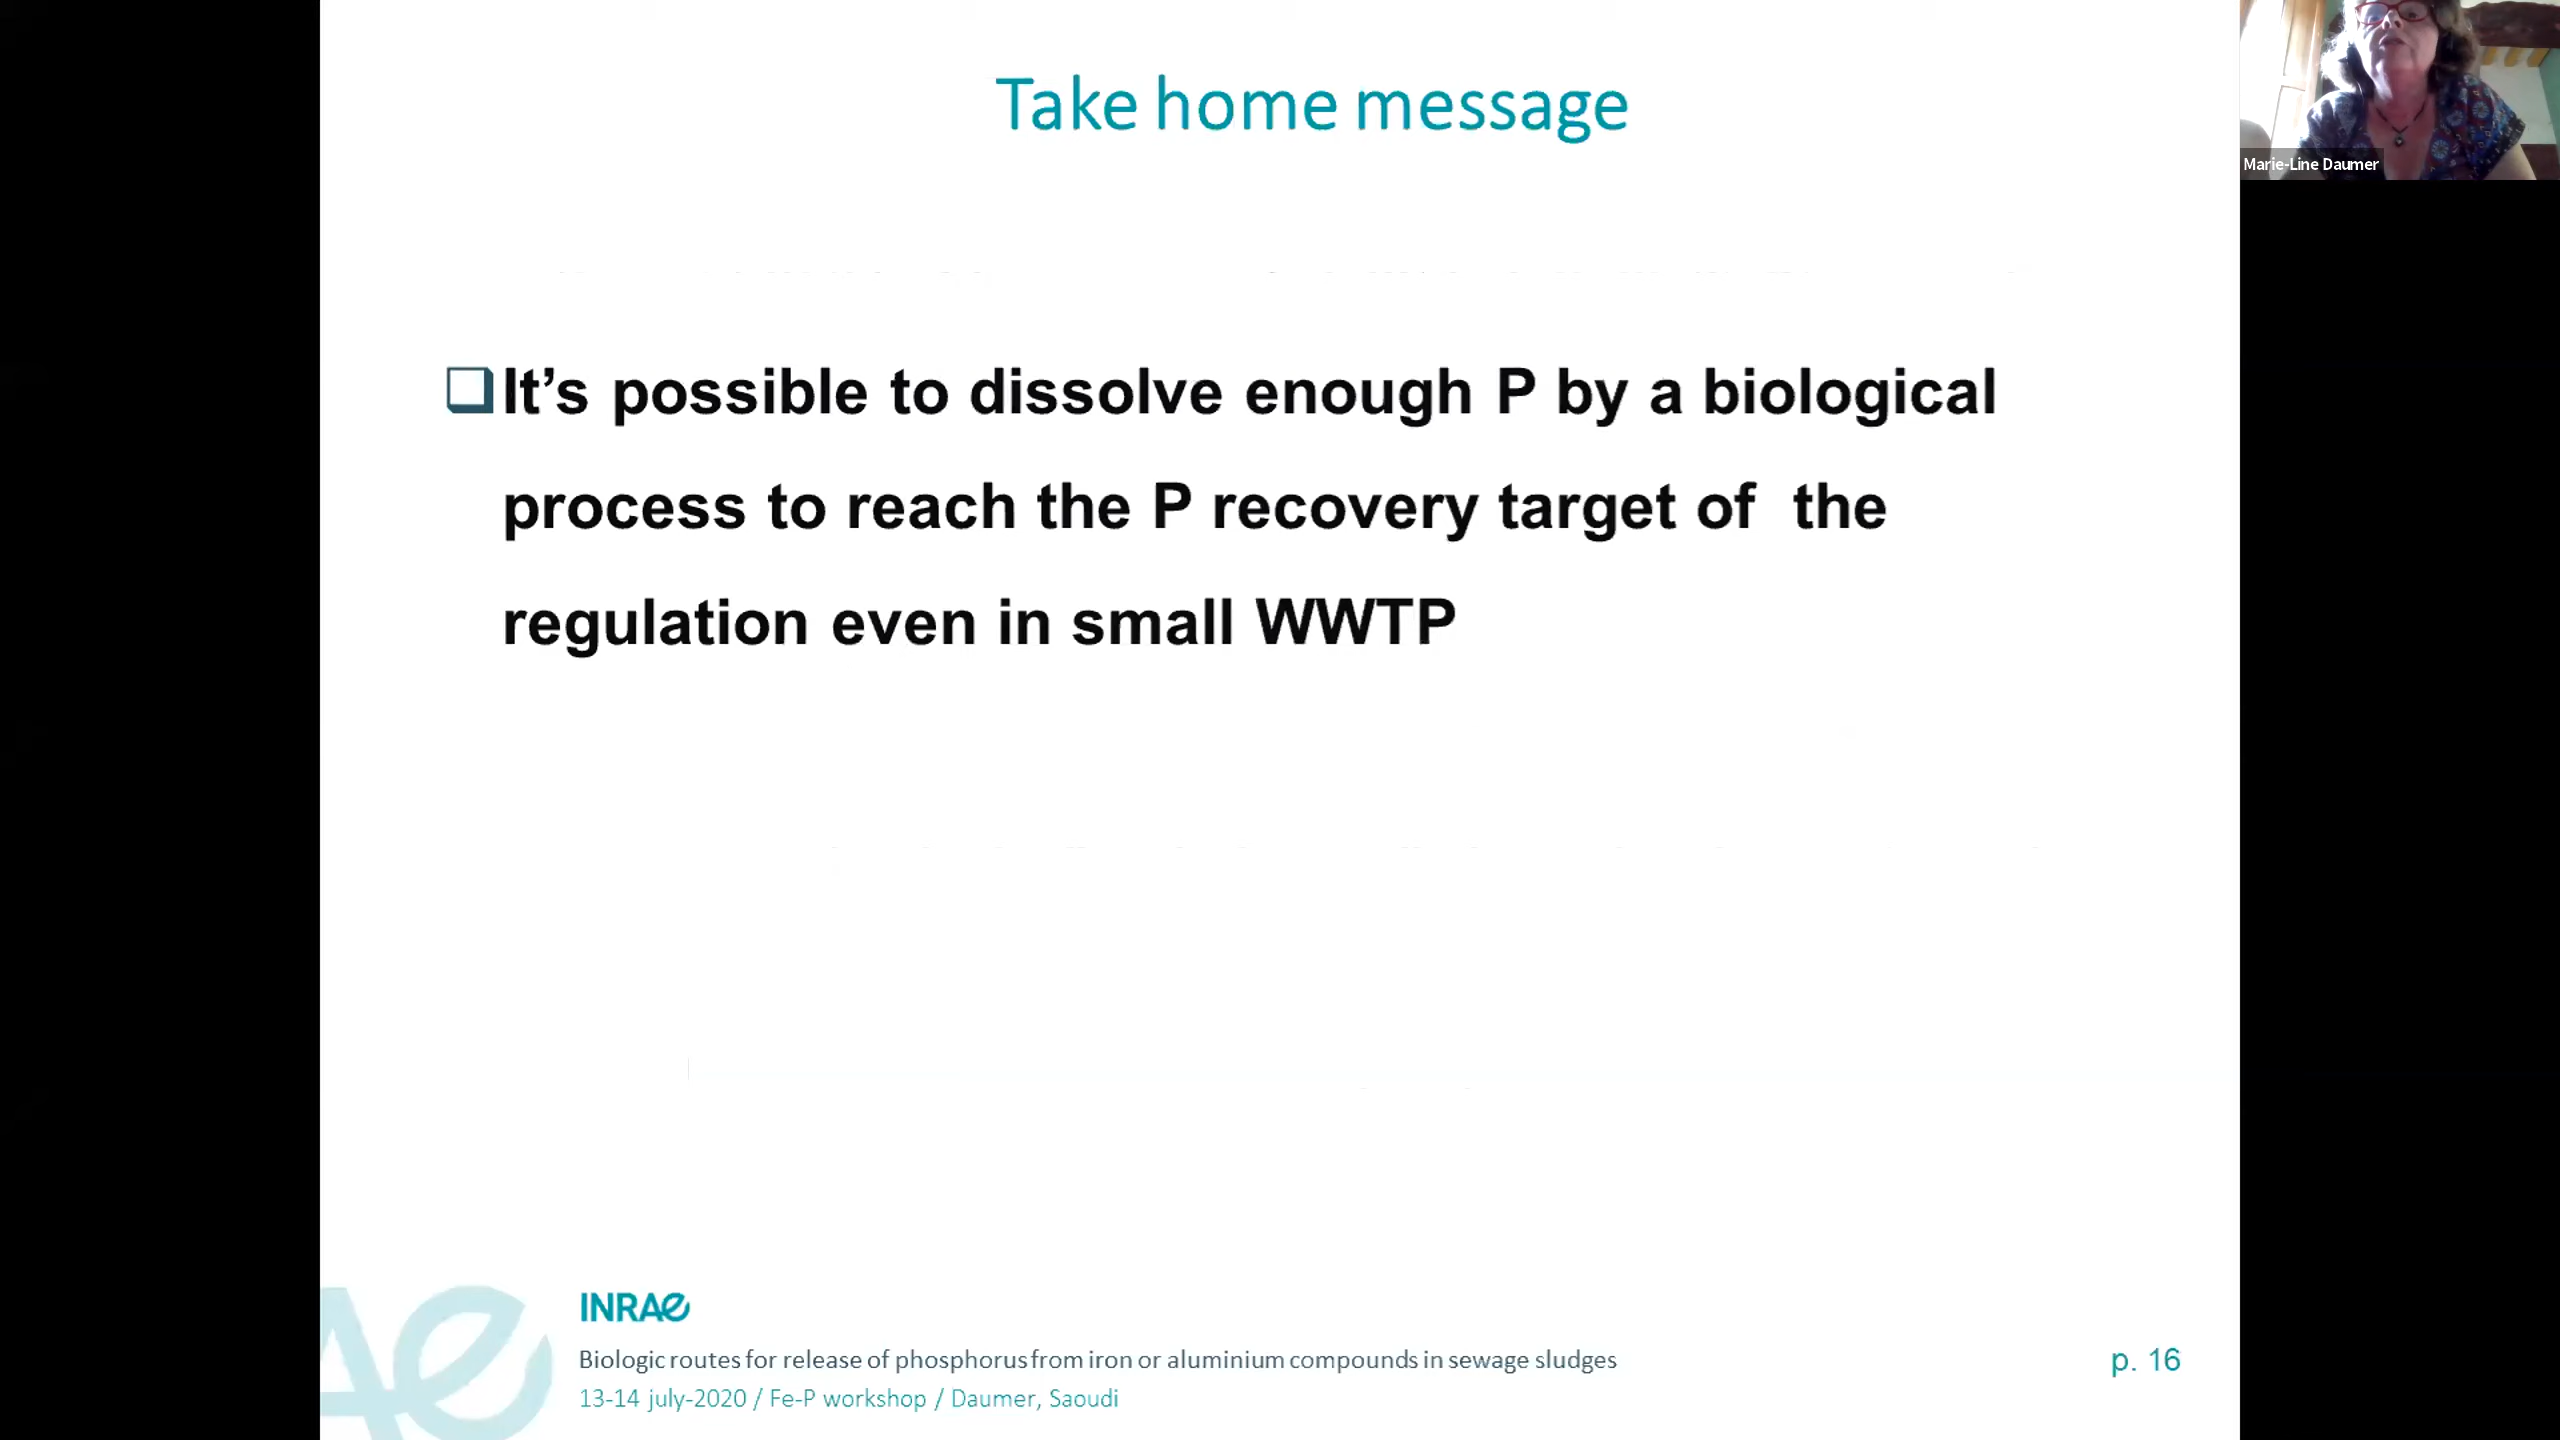 Take home message
Marie-Line Daumer
It's possible to dissolve enough P by a biological
process to reach the P recovery target of the
regulation even in small WWTP
INRAe
Biologic routes for release of phosphorus from iron or aluminium compounds in sewage sludges
13-14 july-2020 / Fe-P workshop / Daumer, Saoudi
p. 16